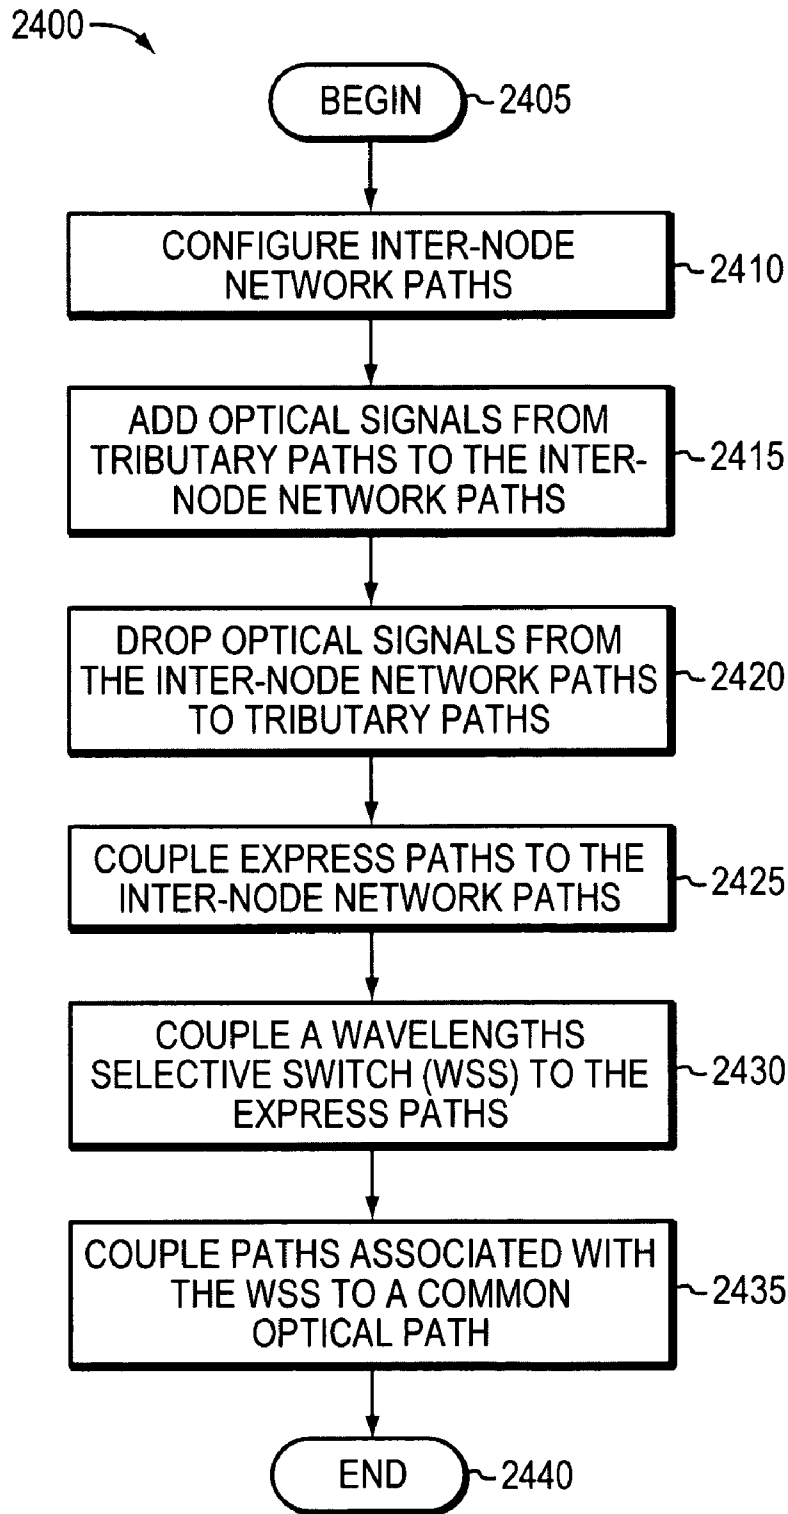 2400
BEGIN
2405
CONFIGURE INTER-NODE
NETWORK PATHS
2410
ADD OPTICAL SIGNALS FROM
TRIBUTARY PATHS TO THE INTER-
NODE NETWORK PATHS
2415
DROP OPTICAL SIGNALS FROM
THE INTER-NODE NETWORK PATHS
TO TRIBUTARY PATHS
2420
COUPLE EXPRESS PATHS TO THE
INTER-NODE NETWORK PATHS
2425
COUPLE A WAVELENGTHS
SELECTIVE SWITCH (WSS) TO THE
EXPRESS PATHS
2430
COUPLE PATHS ASSOCIATED WITH
THE WSS TO A COMMON
OPTICAL PATH
2435
END
2440